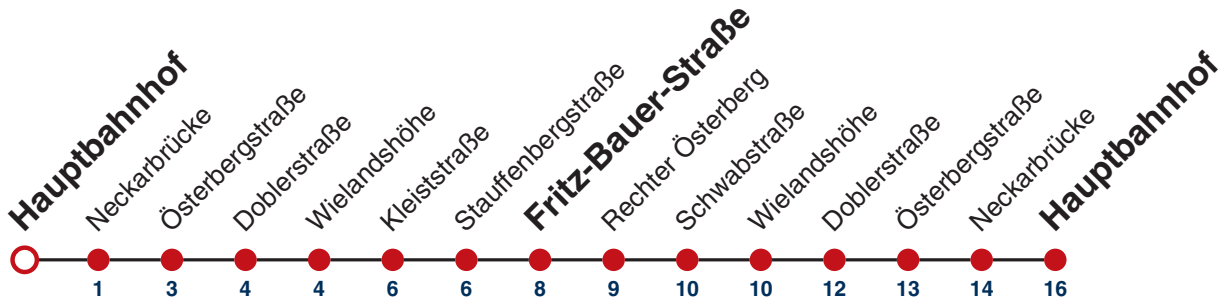 Hauptbahnhof
Neckarbrücke
Österbergstraße
Doblerstraße
Wielandshöhe
Kleiststraße
Stauffenbergstraße
Fritz-Bauer-Straße
Rechter Österberg
Schwabstraße
Wielandshöhe
Doblerstraße
Österbergstraße
Neckarbrücke
Hauptbahnhof
1 3 4 4 6 6 8 9 10 10 12 13 14 16